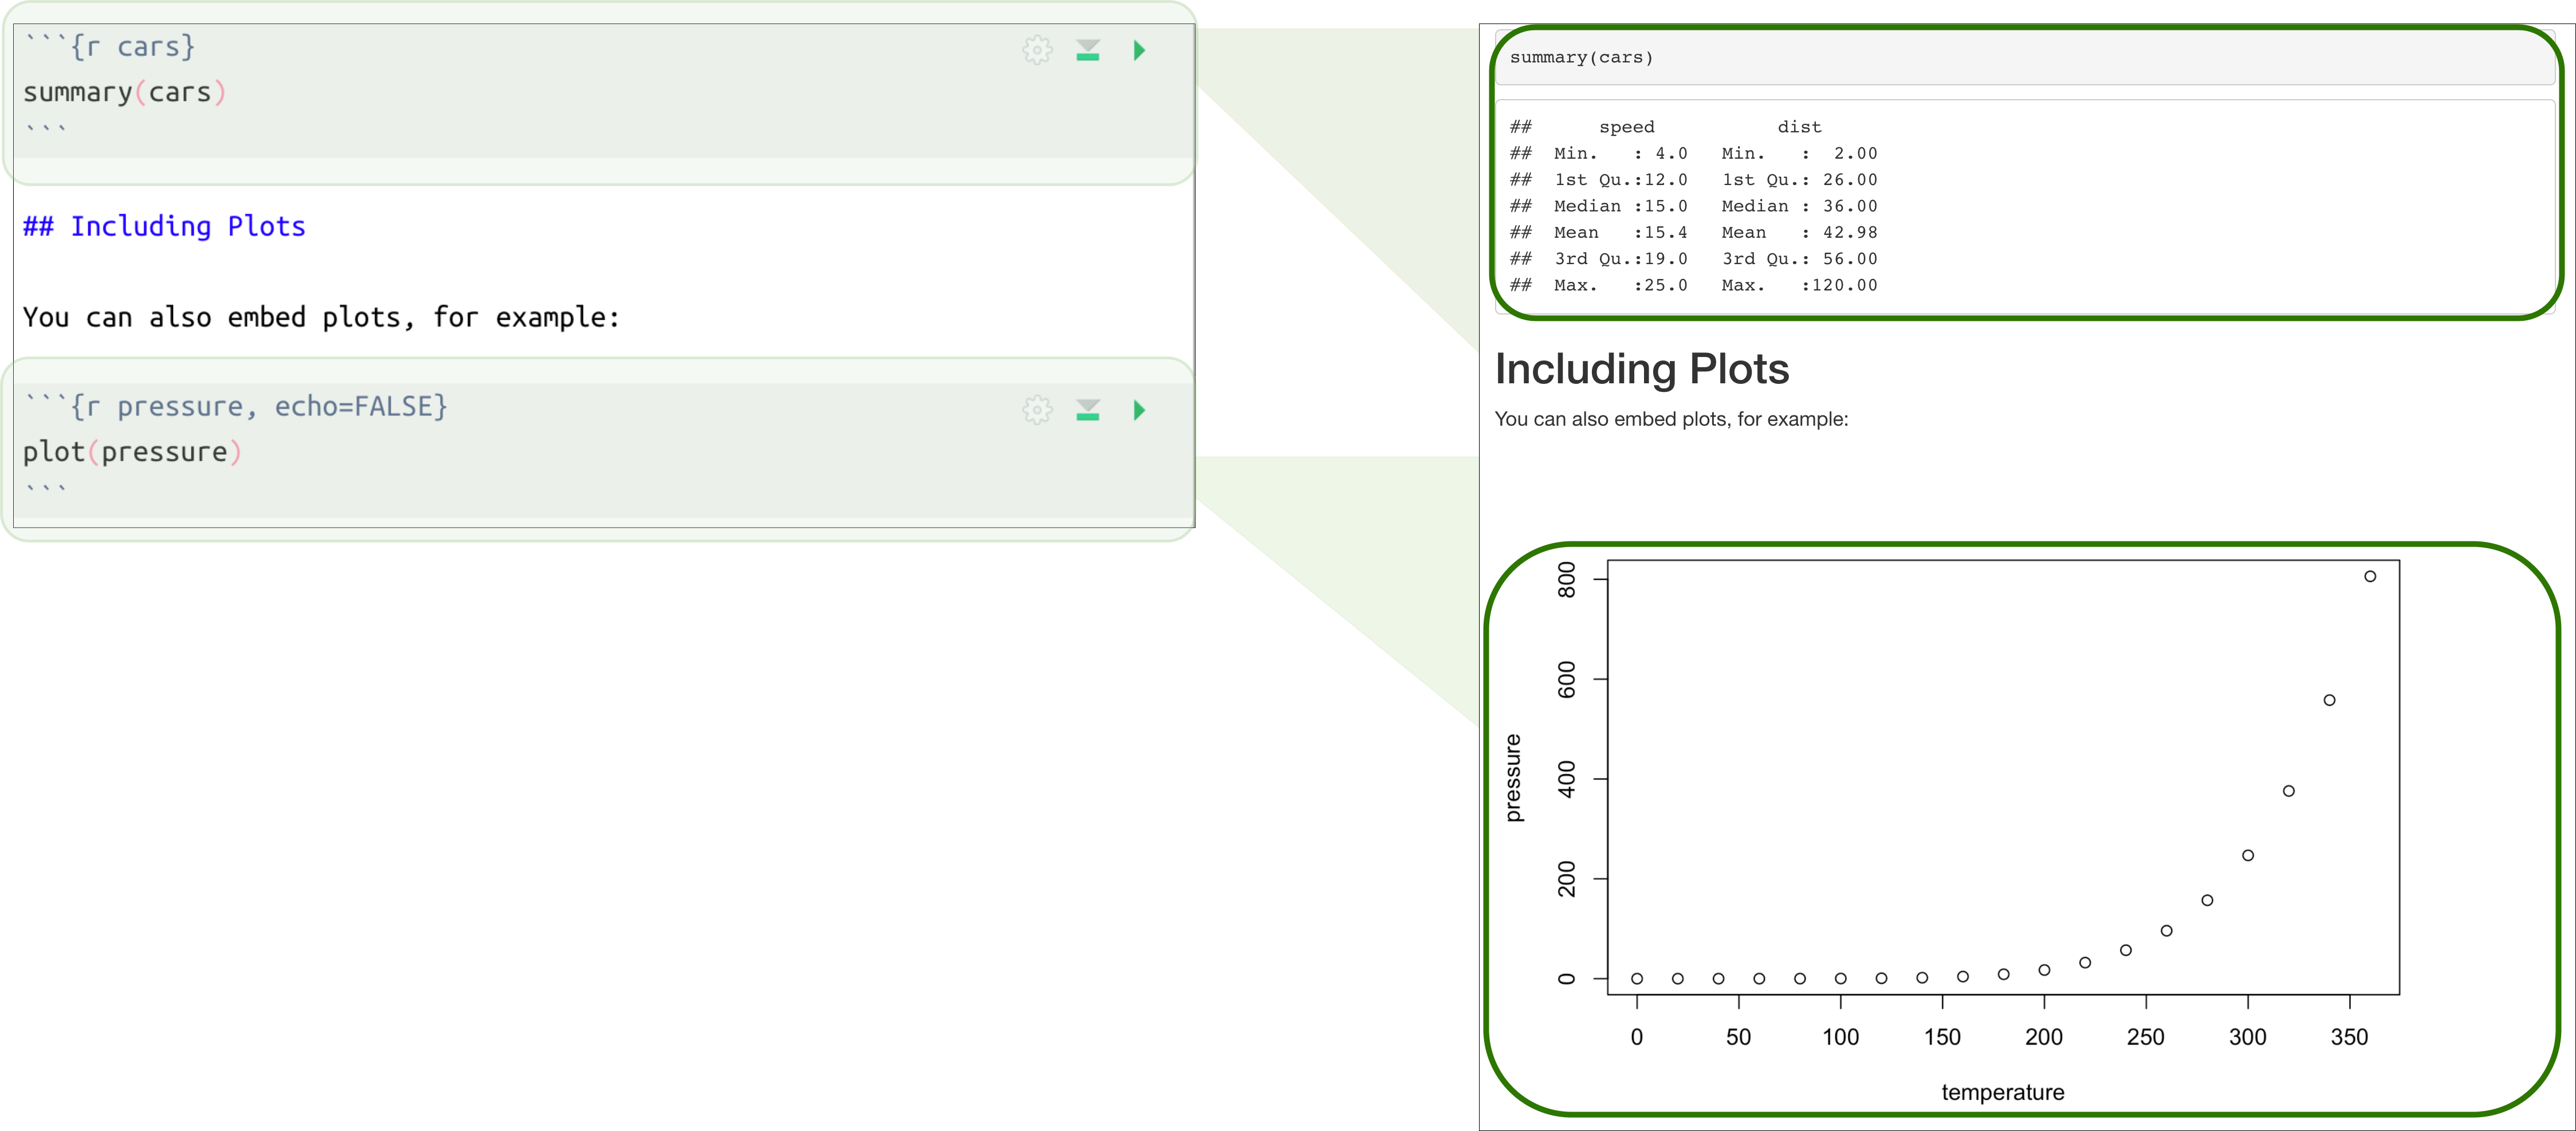 ```{r cars}
summary(cars)
```
## Including Plots
You can also embed plots, for example:
```{r pressure, echo=FALSE}
plot(pressure)
```
summary(cars)
##      speed           dist
##  Min.   : 4.0   Min.   :  2.00
##  1st Qu.:12.0   1st Qu.: 26.00
##  Median :15.0   Median : 36.00
##  Mean   :15.4   Mean   : 42.98
##  3rd Qu.:19.0   3rd Qu.: 56.00
##  Max.   :25.0   Max.   :120.00
Including Plots
You can also embed plots, for example:
800
600
400
200
0
pressure
0 50 100 150 200 250 300 350
temperature